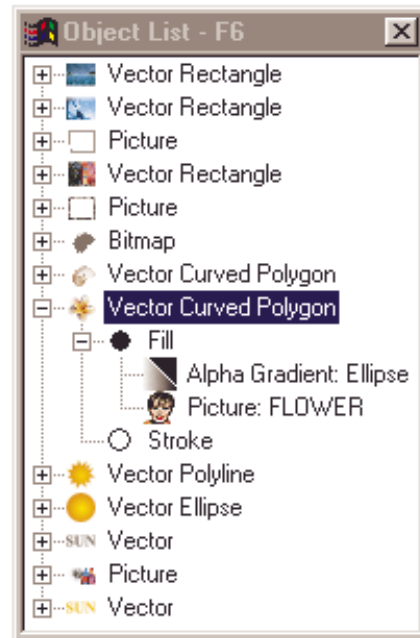 Object List - F6
Vector Rectangle
Vector Rectangle
Picture
Vector Rectangle
Picture
Bitmap
Vector Curved Polygon
Vector Curved Polygon
Fill
Alpha Gradient: Ellipse
Picture: FLOWER
Stroke
Vector Polyline
Vector Ellipse
SUN Vector
Picture
SUN Vector